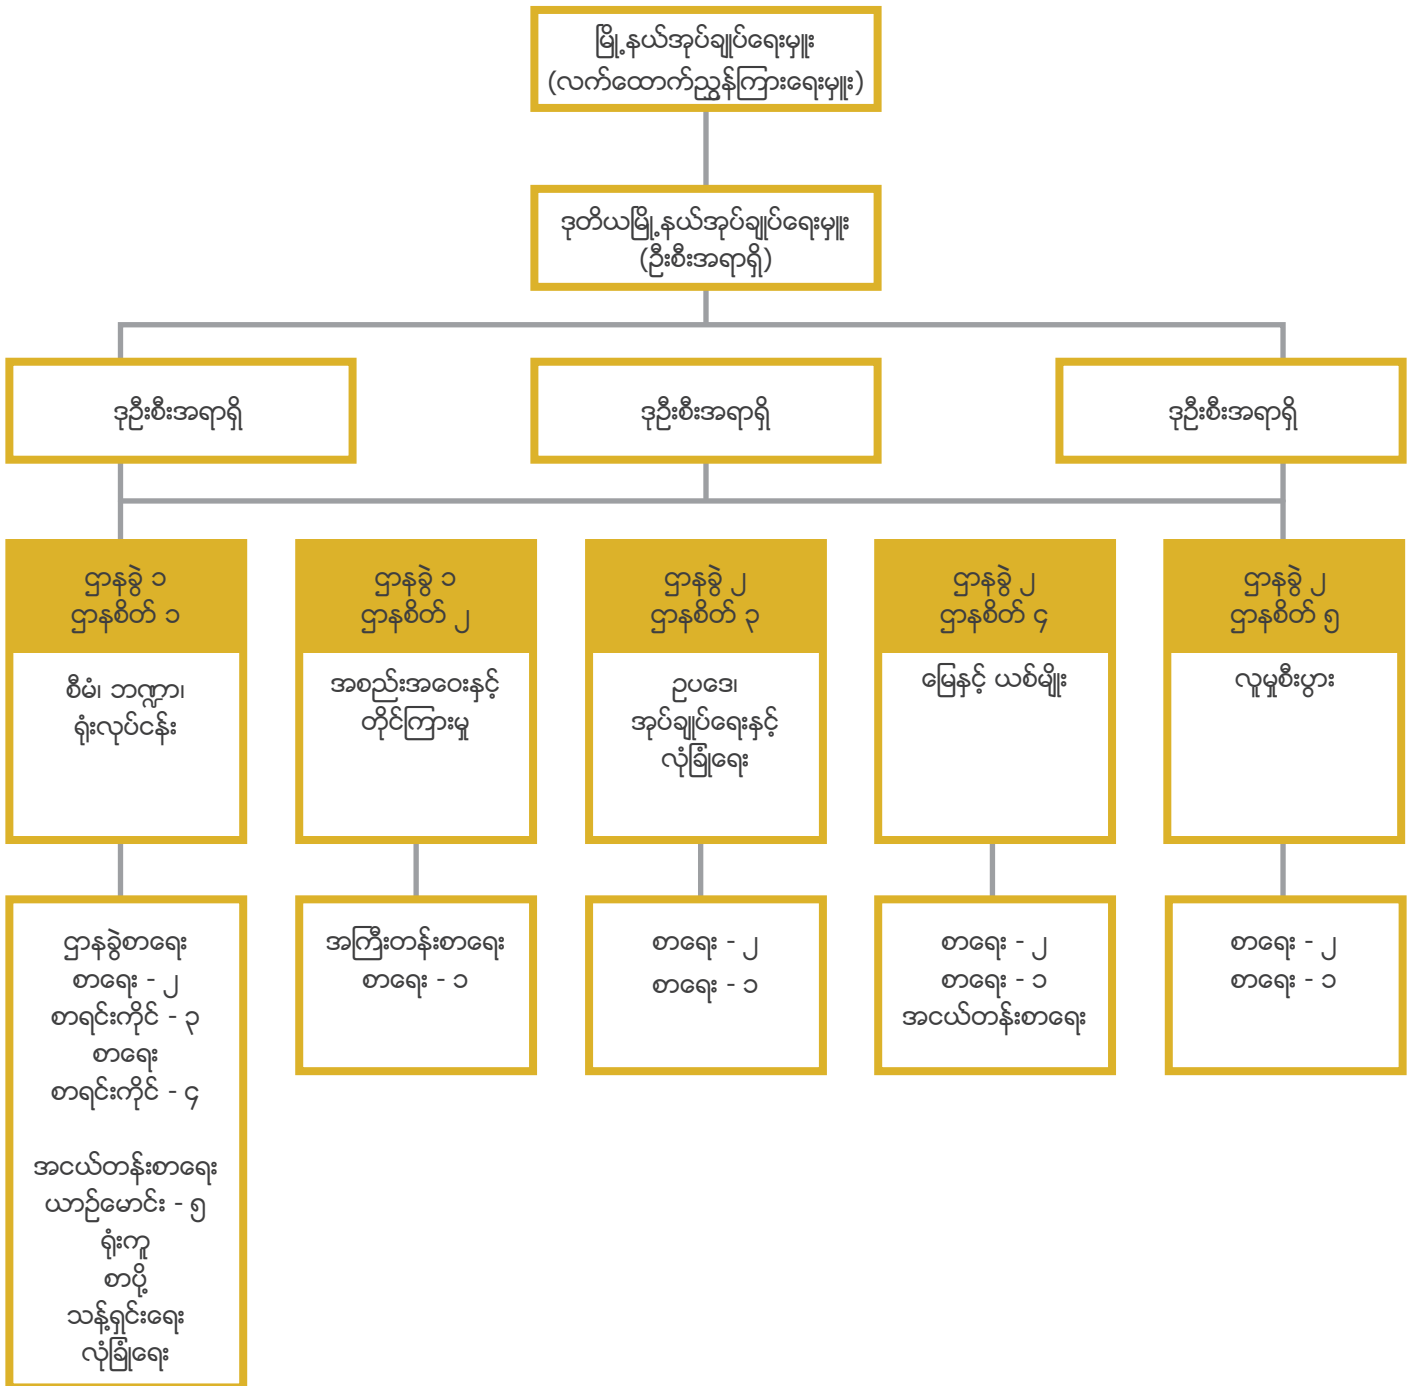 မြို့နယ်အုပ်ချုပ်ရေးမှူး
(လက်ထောက်ညွှန်ကြားရေးမှူး)
ဒုတိယမြို့နယ်အုပ်ချုပ်ရေးမှူး
(ဦးစီးအရာရှိ)
ဒုဦးစီးအရာရှိ
ဒုဦးစီးအရာရှိ
ဒုဦးစီးအရာရှိ
ဌာနခွဲ ၁
ဌာနစိတ် ၁
စီမံ၊ ဘဏ္ဍာ၊
ရုံးလုပ်ငန်း
ဌာနခွဲ ၁
ဌာနစိတ် ၂
အစည်းအဝေးနှင့်
တိုင်ကြားမှု
ဌာနခွဲ ၂
ဌာနစိတ် ၃
ဥပဒေ၊
အုပ်ချုပ်ရေးနှင့်
လုံခြုံရေး
ဌာနခွဲ ၂
ဌာနစိတ် ၄
မြေနှင့် ယစ်မျိုး
ဌာနခွဲ ၂
ဌာနစိတ် ၅
လူမှုစီးပွား
ဌာနခွဲစာရေး
စာရေး - ၂
စာရင်းကိုင် - ၃
စာရေး
စာရင်းကိုင် - ၄
အငယ်တန်းစာရေး
ယာဉ်မောင်း - ၅
ရုံးကူ
စာပို့
သန့်ရှင်းရေး
လုံခြုံရေး
အကြီးတန်းစာရေး
စာရေး - ၁
စာရေး - ၂
စာရေး - ၁
စာရေး - ၂
စာရေး - ၁
အငယ်တန်းစာရေး
စာရေး - ၂
စာရေး - ၁